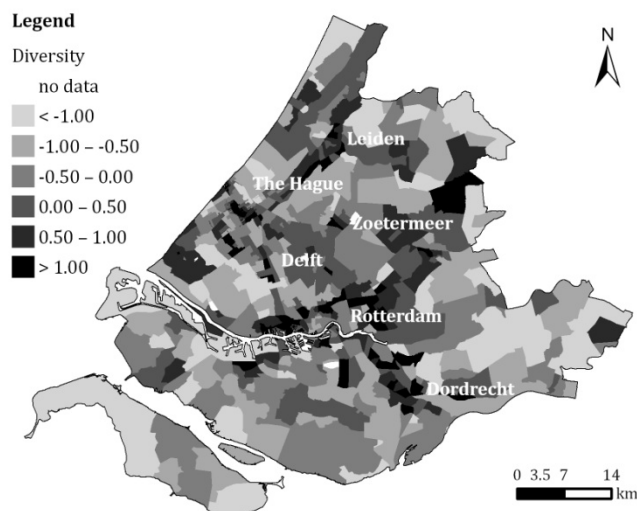 Legend
Diversity
no data
< -1.00
-1.00 – -0.50
-0.50 – 0.00
0.00 – 0.50
0.50 – 1.00
> 1.00
N
Leiden
The Hague
Zoetermeer
Delft
Rotterdam
Dordrecht
0 3.5 7 14
km